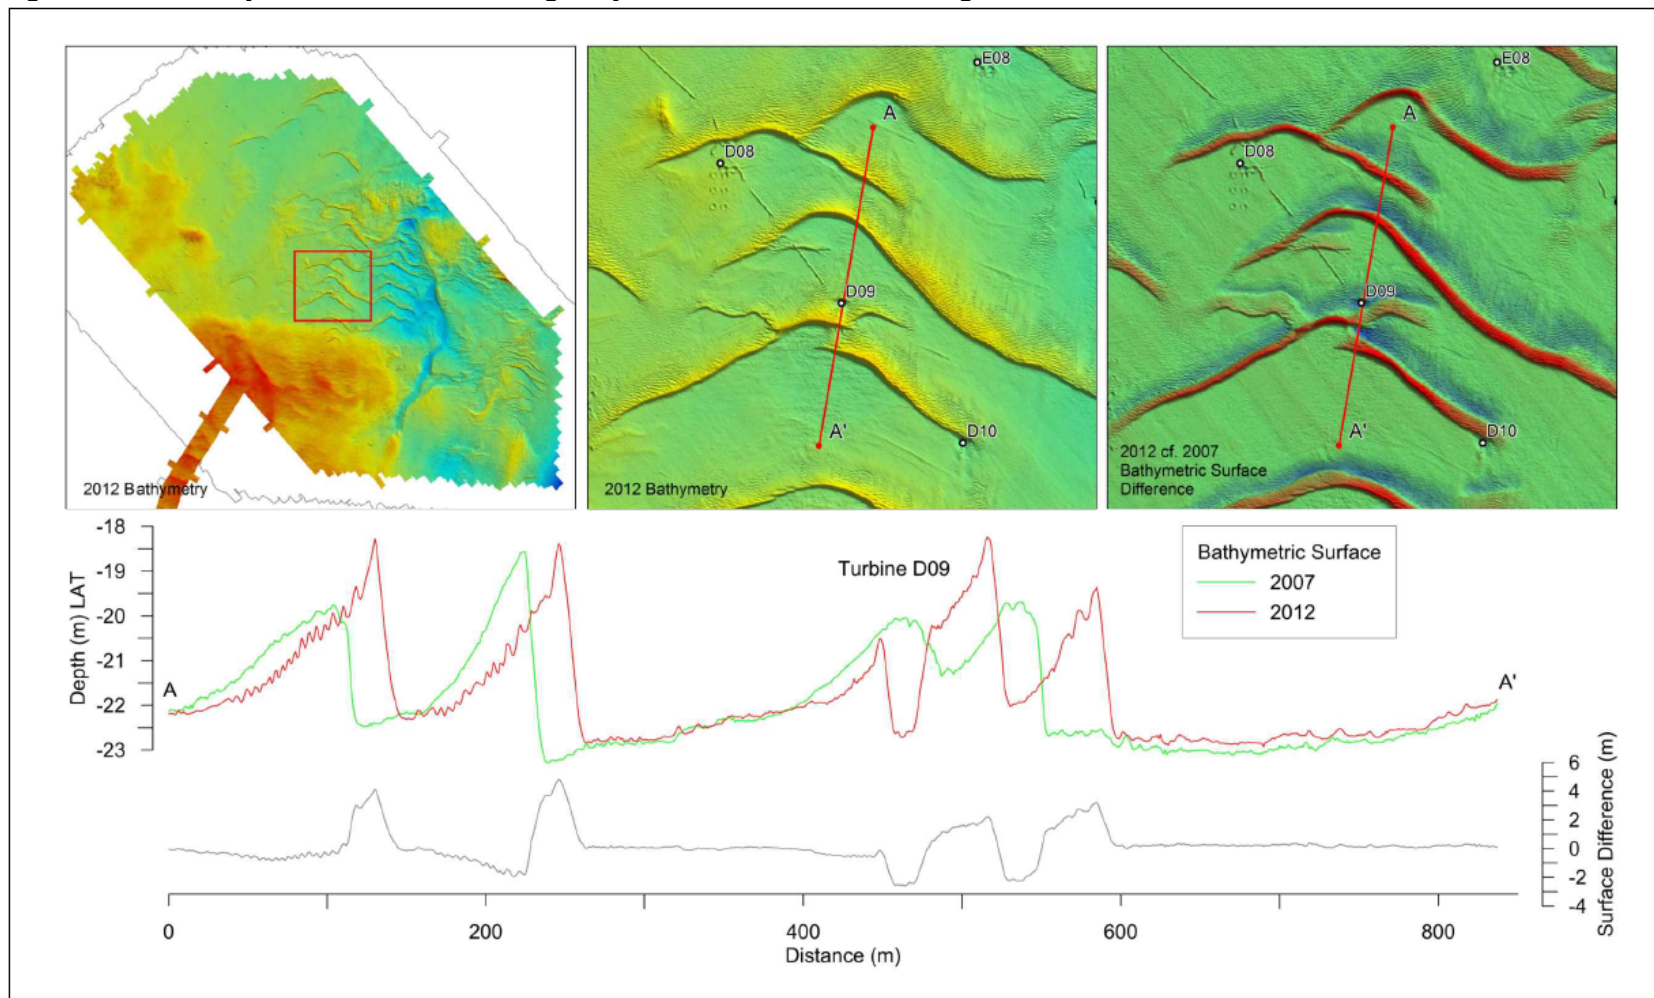 2012 Bathymetry
E08
A
D08
D09
A'
D10
2012 Bathymetry
E08
A
D08
D09
A'
D10
2012 cf. 2007
Bathymetric Surface
Difference
-18
-19
-20
-21
-22
-23
Depth (m) LAT
A
Turbine D09
A'
Bathymetric Surface
2007
2012
6
4
2
0
-2
-4
Surface Difference (m)
0
200
400
600
800
Distance (m)